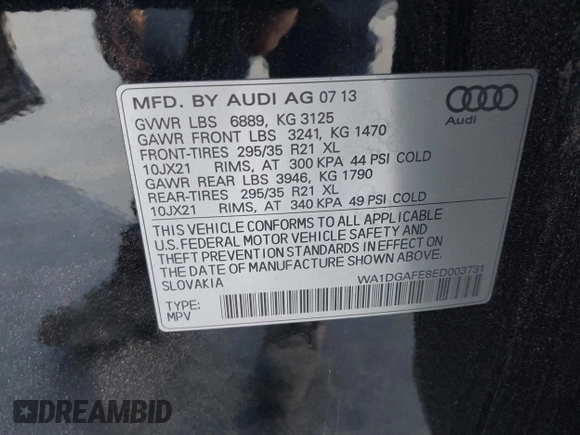 MFD. BY AUDI AG 07 13
GVWR LBS 6889, KG 3125
GAWR FRONT LBS 3241, KG 1470
FRONT-TIRES 295/35 R21 XL
10JX21 RIMS, AT 300 KPA 44 PSI COLD
GAWR REAR LBS 3946, KG 1790
REAR-TIRES 295/35 R21 XL
10JX21 RIMS, AT 340 KPA 49 PSI COLD
Audi
THIS VEHICLE CONFORMS TO ALL APPLICABLE
U.S. FEDERAL MOTOR VEHICLE SAFETY AND
THEFT PREVENTION STANDARDS IN EFFECT ON
THE DATE OF MANUFACTURE SHOWN ABOVE.
SLOVAKIA
WA1DGAFE8ED003731
TYPE:
MPV
DREAMBID